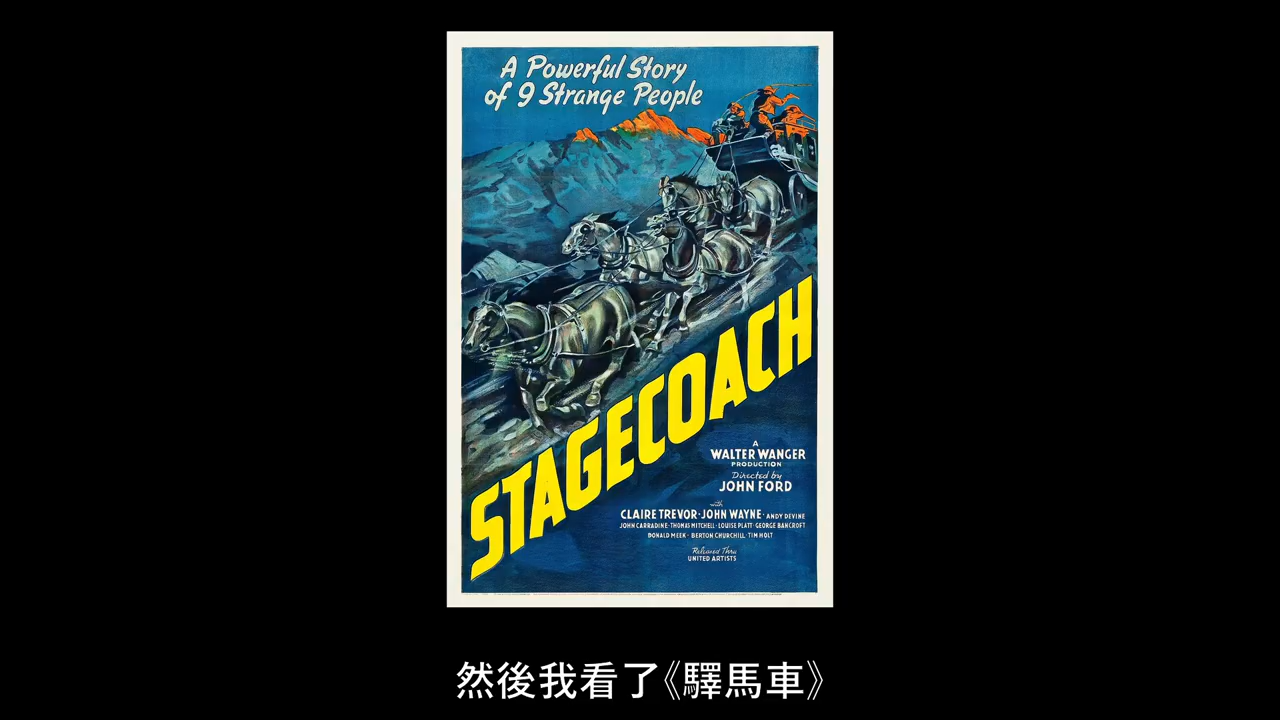 A Powerful Story
of 9 Strange People
STAGECOACH
A
WALTER WANGER
PRODUCTION
Directed by
JOHN FORD
with
CLAIRE TREVOR · JOHN WAYNE · ANDY DEVINE
JOHN CARRADINE · THOMAS MITCHELL · LOUISE PLATT · GEORGE BANCROFT
DONALD MEEK · BERTON CHURCHILL · TIM HOLT
Released Thru
UNITED ARTISTS
然後我看了《驛馬車》